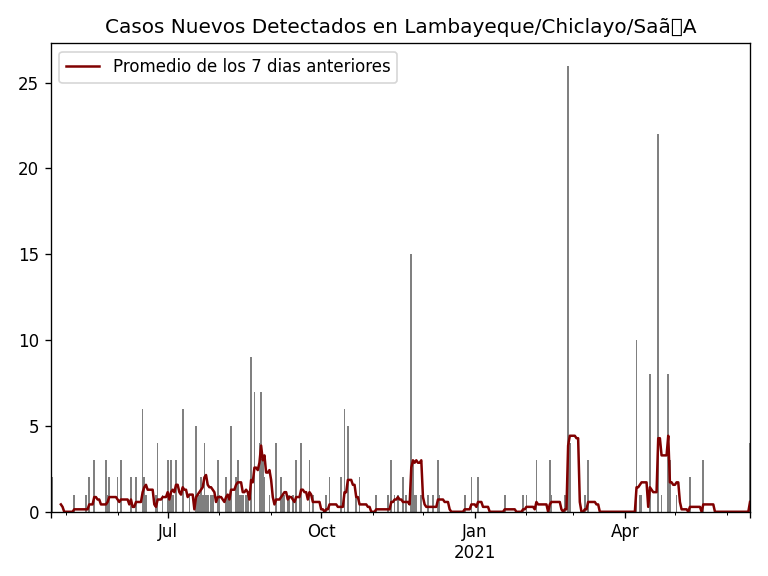 Casos Nuevos Detectados en Lambayeque/Chiclayo/Saã▯A
Promedio de los 7 dias anteriores
25
20
15
10
5
0
Jul Oct Jan Apr
2021